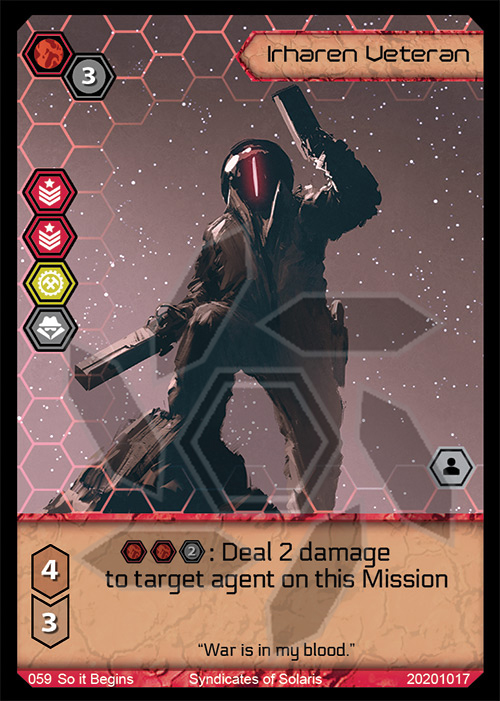 Irharen Veteran
3
2 : Deal 2 damage
to target agent on this Mission
4
3
"War is in my blood."
059 So it Begins Syndicates of Solaris 20201017